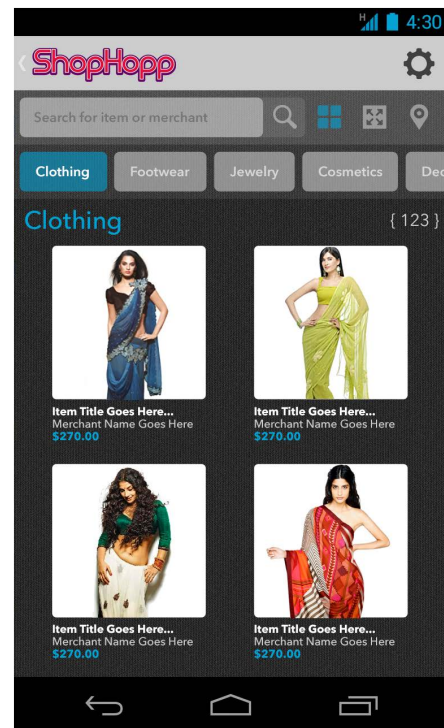 H 4:30
ShopHopp
Search for item or merchant
Clothing Footwear Jewelry Cosmetics Dec
Clothing { 123 }
Item Title Goes Here... Item Title Goes Here...
Merchant Name Goes Here Merchant Name Goes Here
$270.00 $270.00
Item Title Goes Here... Item Title Goes Here...
Merchant Name Goes Here Merchant Name Goes Here
$270.00 $270.00